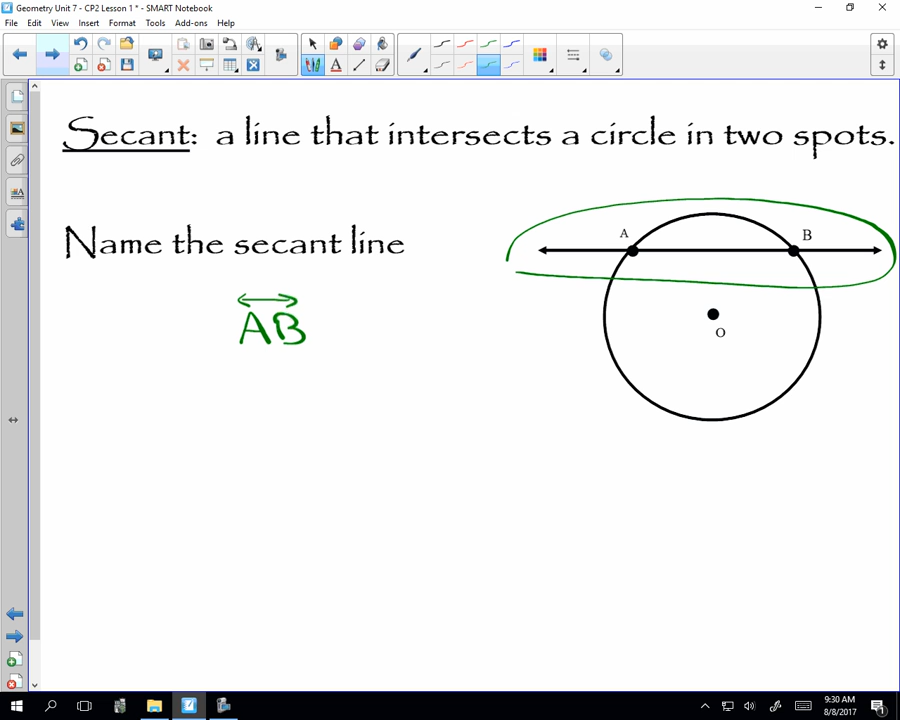 Geometry Unit 7 - CP2 Lesson 1 * - SMART Notebook
File Edit View Insert Format Tools Add-ons Help
Secant: a line that intersects a circle in two spots.
Name the secant line
A B
AB
O
9:30 AM
8/8/2017
1